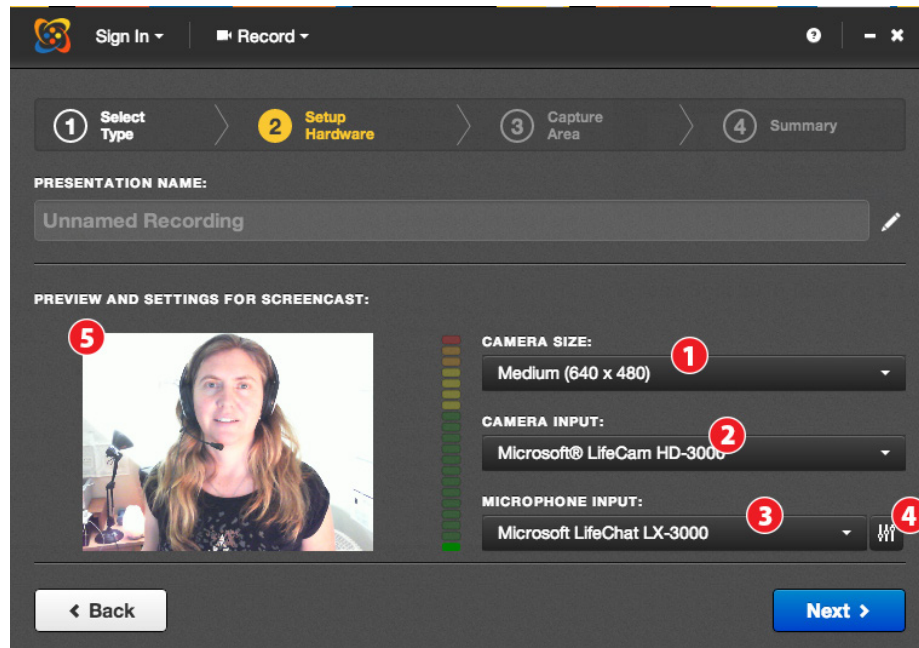 Sign In
Record
1 Select Type
2 Setup Hardware
3 Capture Area
4 Summary
PRESENTATION NAME:
Unnamed Recording
PREVIEW AND SETTINGS FOR SCREENCAST:
5
CAMERA SIZE:
1
Medium (640 x 480)
CAMERA INPUT:
2
Microsoft® LifeCam HD-3000
MICROPHONE INPUT:
3
4
Microsoft LifeChat LX-3000
Back
Next